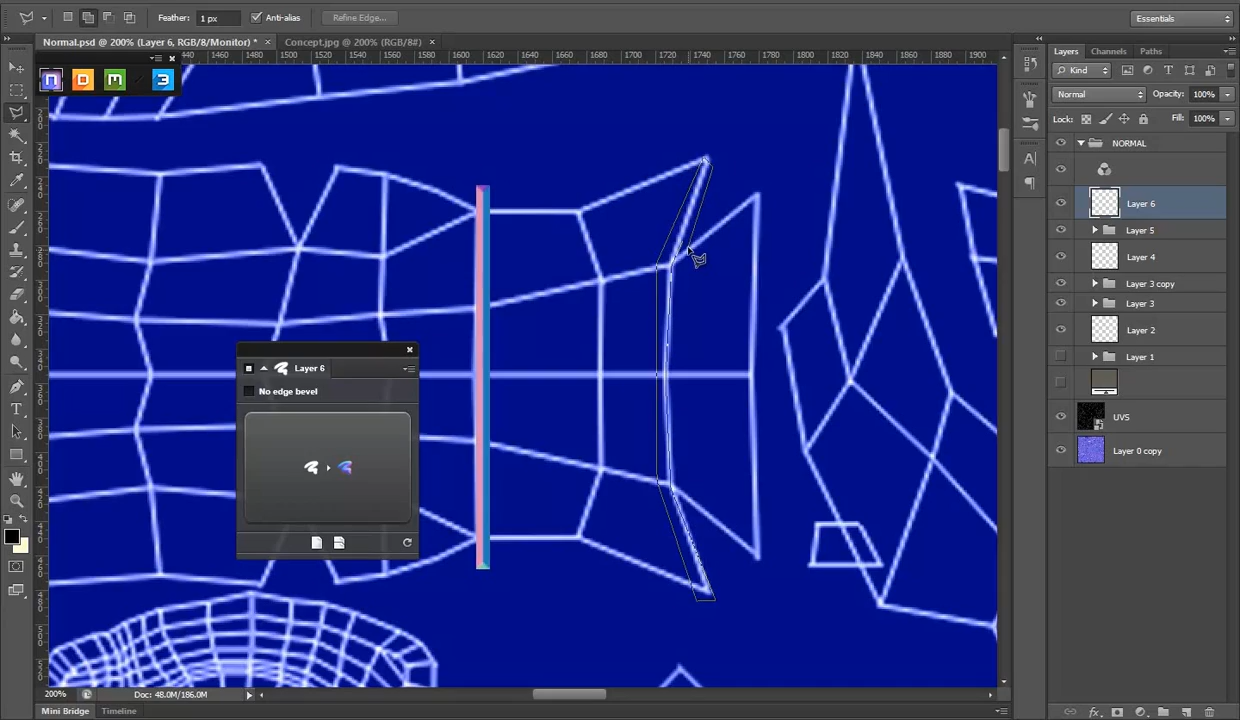 Feather: 1 px Anti-alias Refine Edge... Essentials
Normal.psd @ 200% (Layer 6, RGB/8/Monitor) * × Concept.jpg @ 200% (RGB/8#) ×
440 1460 1480 1500 1520 1540 1560 1580 1600 1620 1640 1660 1680 1700 1720 1740 1760 1780 1800 1820 1840 1860 1880 1900
n o m 3
Layers Channels Paths
Kind
Normal Opacity: 100%
Lock: Fill: 100%
NORMAL
Layer 6
Layer 5
Layer 4
Layer 3 copy
Layer 3
Layer 2
Layer 1
UVS
Layer 0 copy
Layer 6
No edge bevel
200% Doc: 48.0M/186.0M
Mini Bridge Timeline